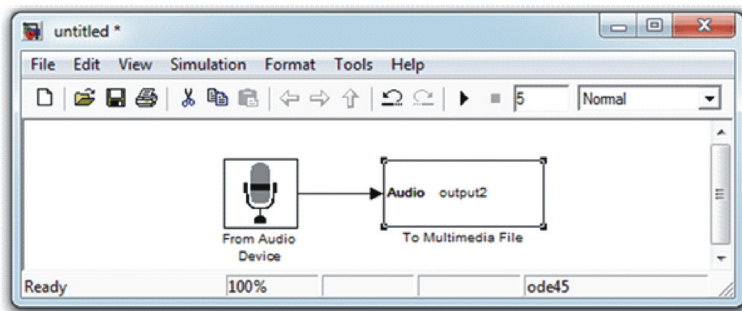 untitled *
File Edit View Simulation Format Tools Help
5 Normal
Audio output2
From Audio
Device
To Multimedia File
Ready 100% ode45